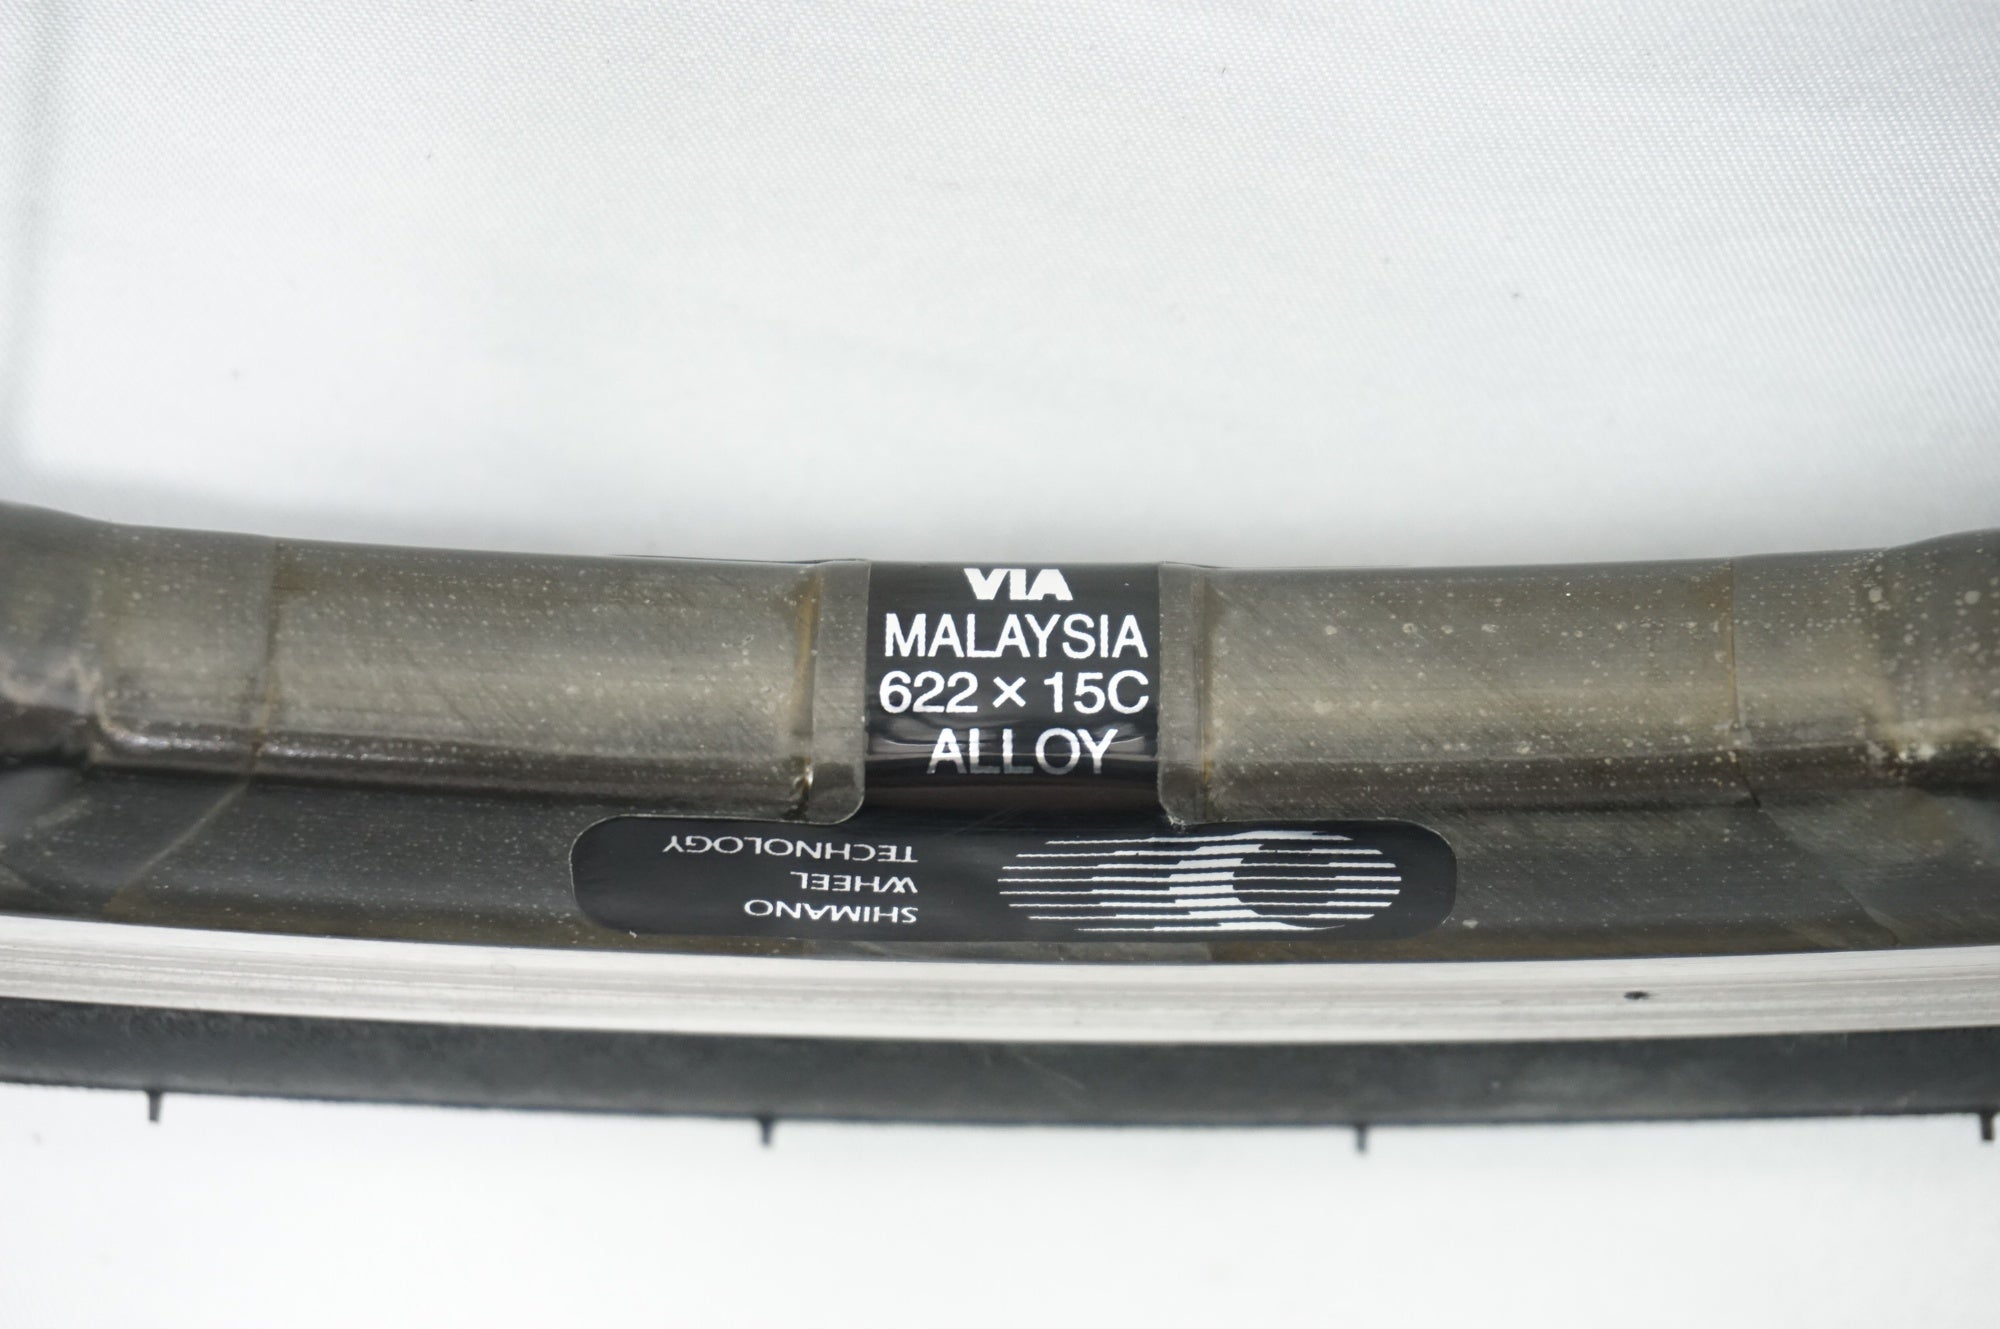 VIA
MALAYSIA
622 × 15C
ALLOY
SHIMANO
WHEEL
TECHNOLOGY